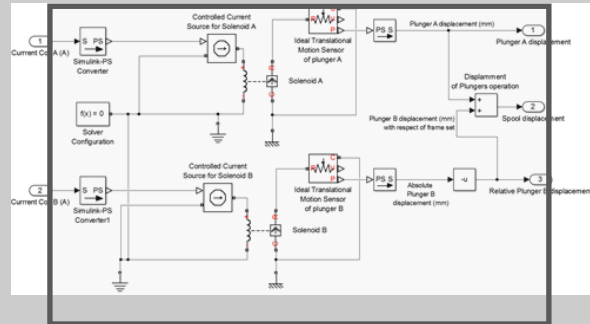 Controlled Current
Source for Solenoid A
1
Current Co
A (A)
S PS
Simulink-PS
Converter
Solenoid A
Ideal Translational
Motion Sensor
of plunger A
PS S
Plunger A displacement (mm)
1
Plunger A displacement
f(x) = 0
Solver
Configuration
Displamment
of Plungers operation
2
Spool displacement
Plunger B displacement (mm)
with respect of frame set
Controlled Current
Source for Solenoid B
2
Current Co
B (A)
S PS
Simulink-PS
Converter1
Solenoid B
Ideal Translational
Motion Sensor
of plunger B
PS S
Absolute
Plunger B
displacement (mm)
-u
3
Relative Plunger B displacement